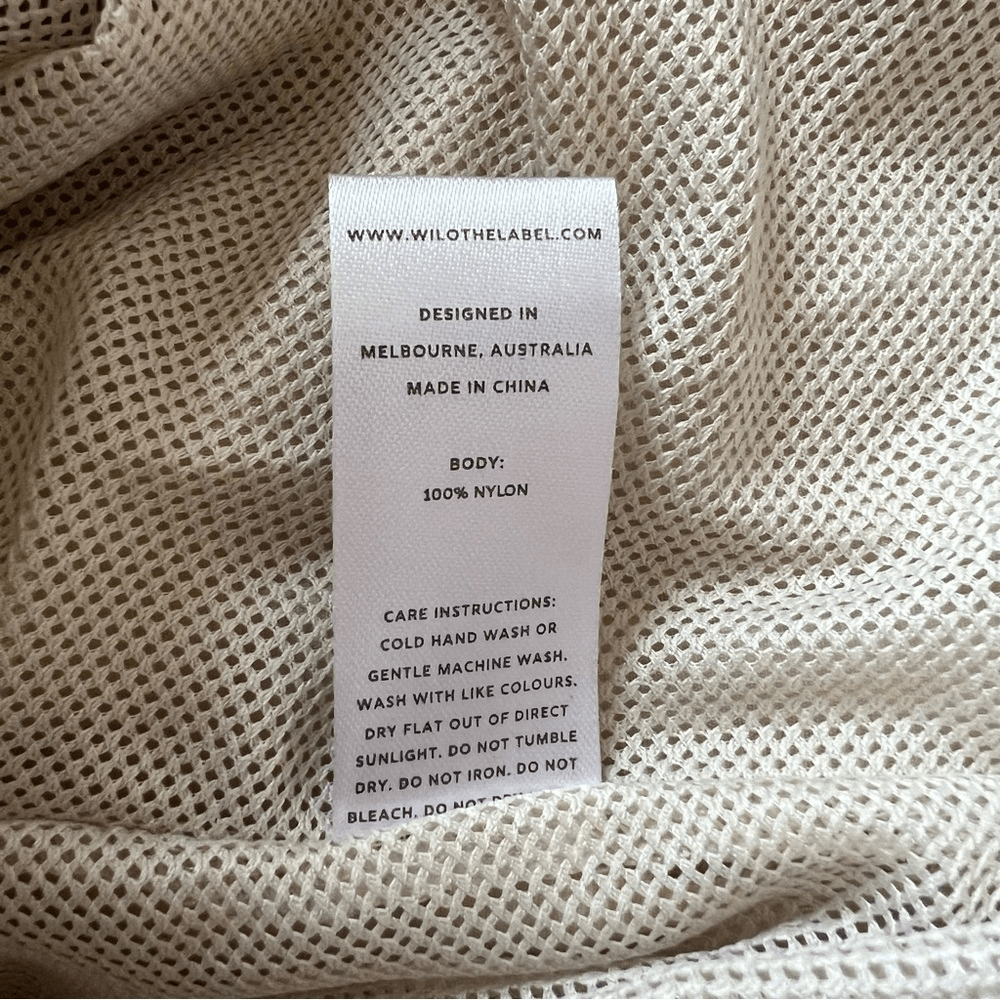 WWW.WILOTHELABEL.COM
DESIGNED IN
MELBOURNE, AUSTRALIA
MADE IN CHINA
BODY:
100% NYLON
CARE INSTRUCTIONS:
COLD HAND WASH OR
GENTLE MACHINE WASH.
WASH WITH LIKE COLOURS.
DRY FLAT OUT OF DIRECT
SUNLIGHT. DO NOT TUMBLE
DRY. DO NOT IRON. DO NOT
BLEACH. DO NOT